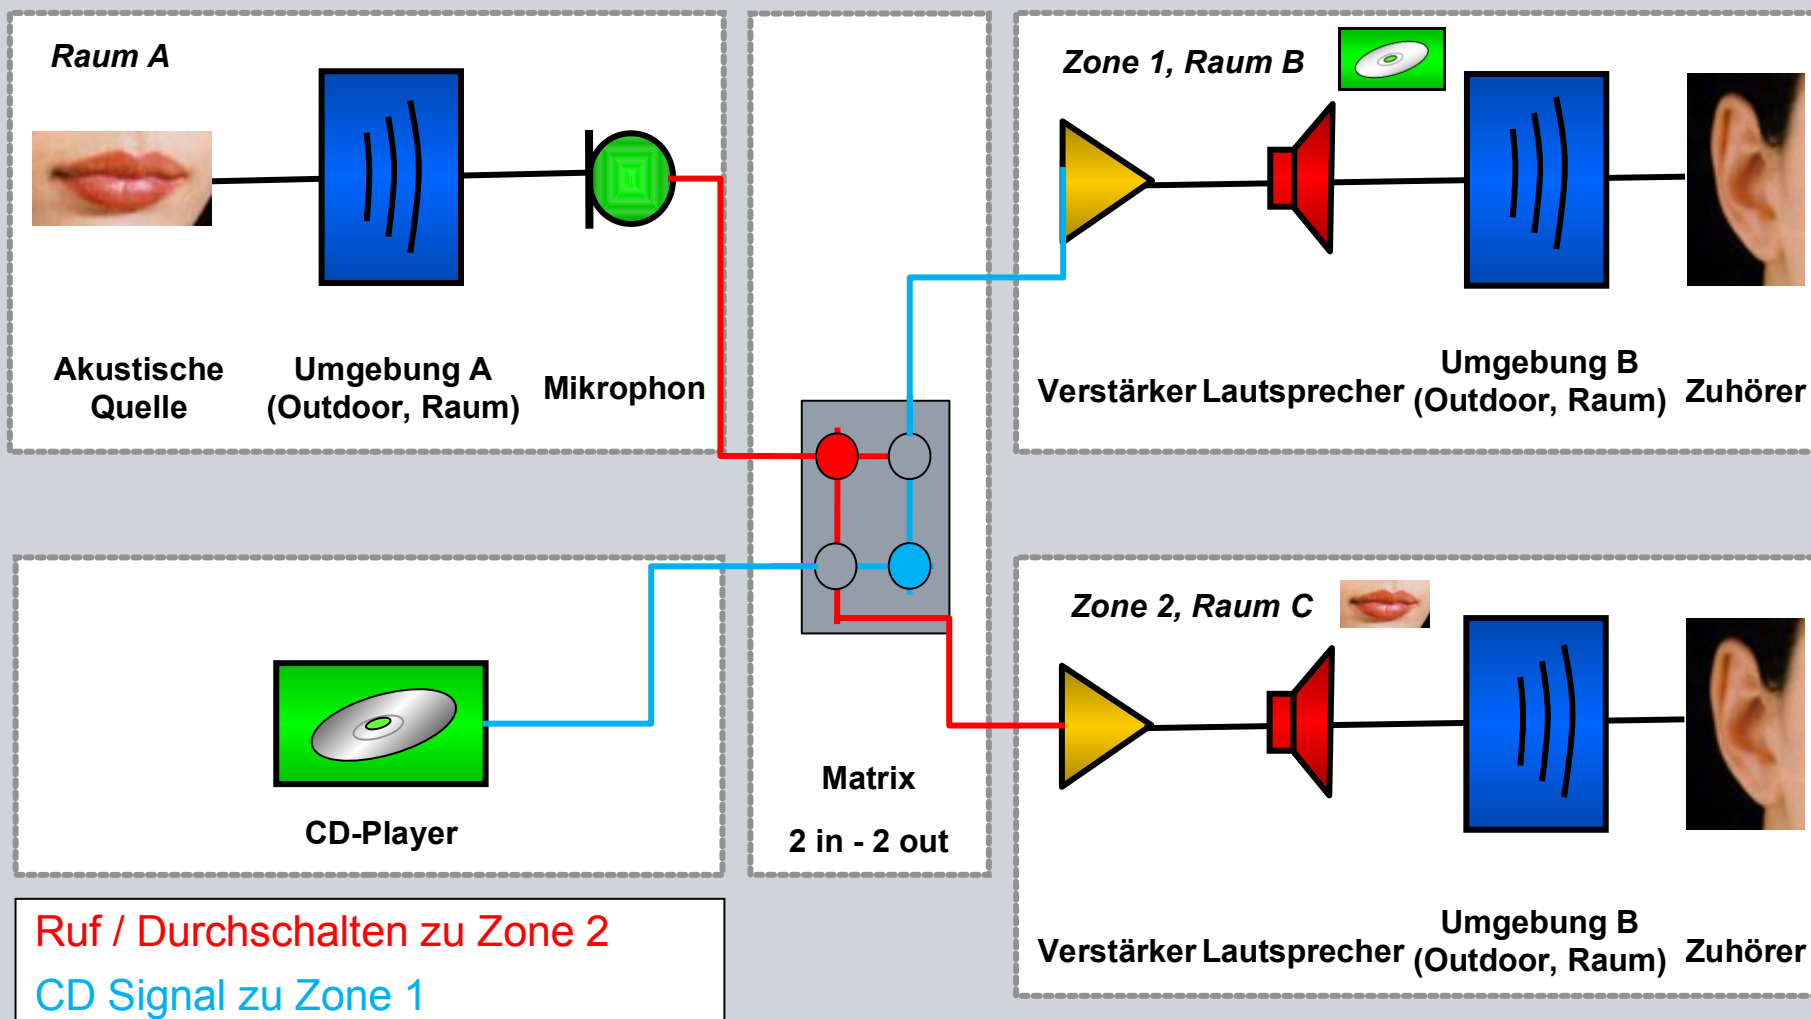 Raum A
Akustische
Quelle
Umgebung A
(Outdoor, Raum)
Mikrophon
Zone 1, Raum B
Verstärker
Lautsprecher
Umgebung B
(Outdoor, Raum)
Zuhörer
CD-Player
Matrix
2 in - 2 out
Zone 2, Raum C
Verstärker
Lautsprecher
Umgebung B
(Outdoor, Raum)
Zuhörer
Ruf / Durchschalten zu Zone 2
CD Signal zu Zone 1